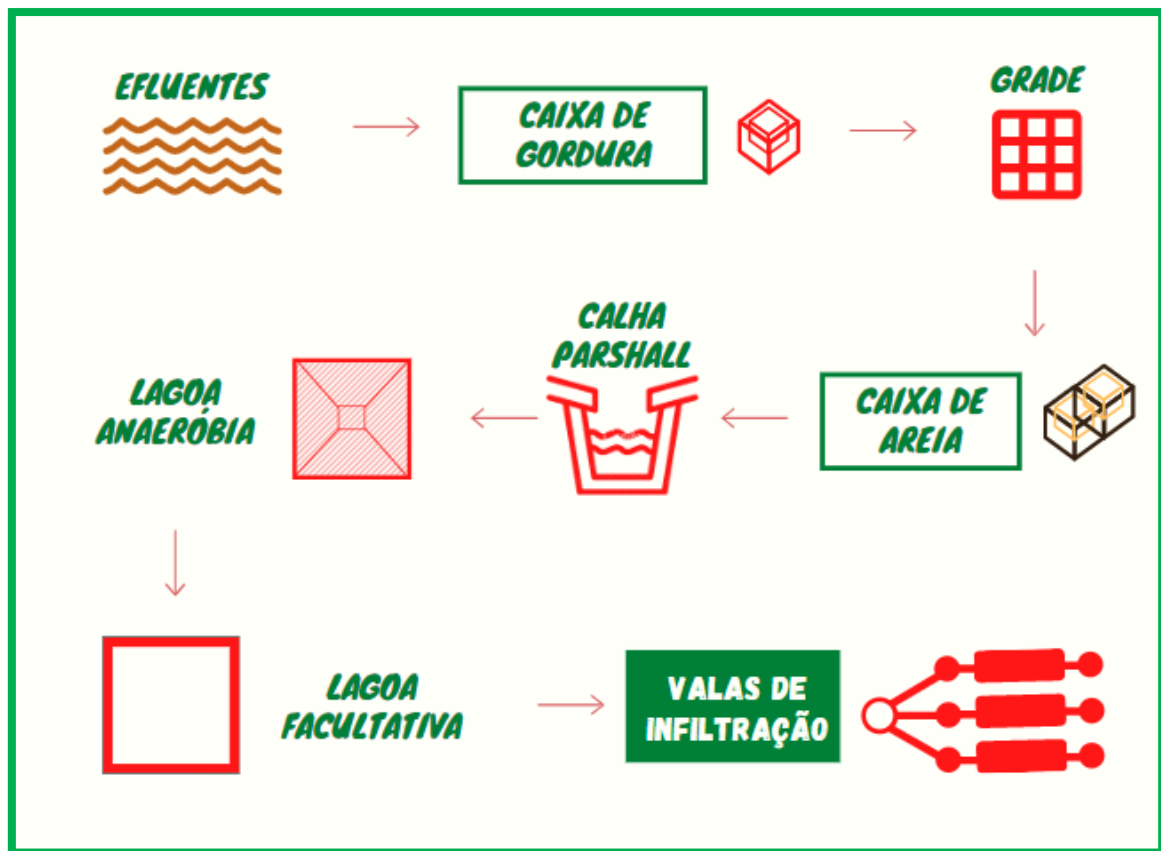 EFLUENTES
CAIXA DE
GORDURA
GRADE
CAIXA DE
AREIA
CALHA
PARSHALL
LAGOA
ANAERÓBIA
LAGOA
FACULTATIVA
VALAS DE
INFILTRAÇÃO